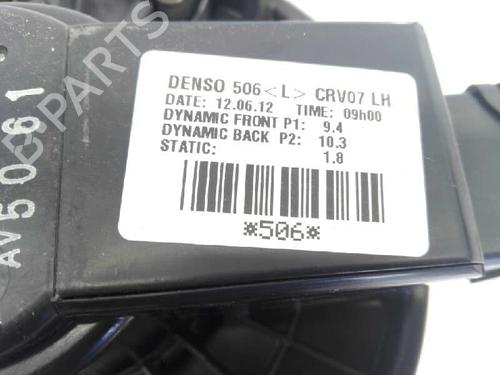 DENSO 506<L> CRV07 LH
DATE: 12.06.12 TIME: 09h00
DYNAMIC FRONT P1: 9.4
DYNAMIC BACK P2: 10.3
STATIC: 1.8
*506*
AV5 0661
B-PARTS